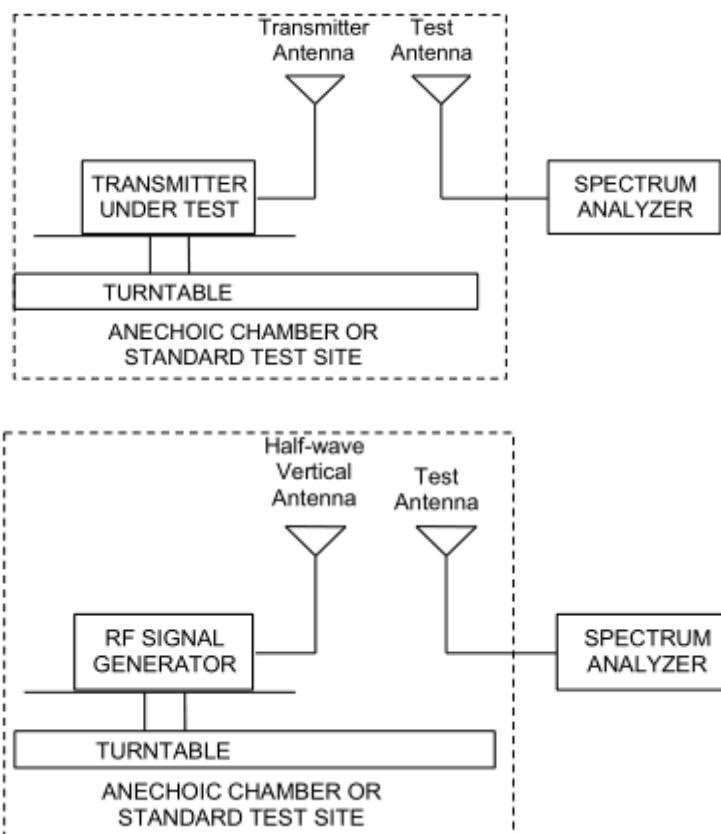 Transmitter
Antenna
Test
Antenna
TRANSMITTER
UNDER TEST
SPECTRUM
ANALYZER
TURNTABLE
ANECHOIC CHAMBER OR
STANDARD TEST SITE
Half-wave
Vertical
Antenna
Test
Antenna
RF SIGNAL
GENERATOR
SPECTRUM
ANALYZER
TURNTABLE
ANECHOIC CHAMBER OR
STANDARD TEST SITE